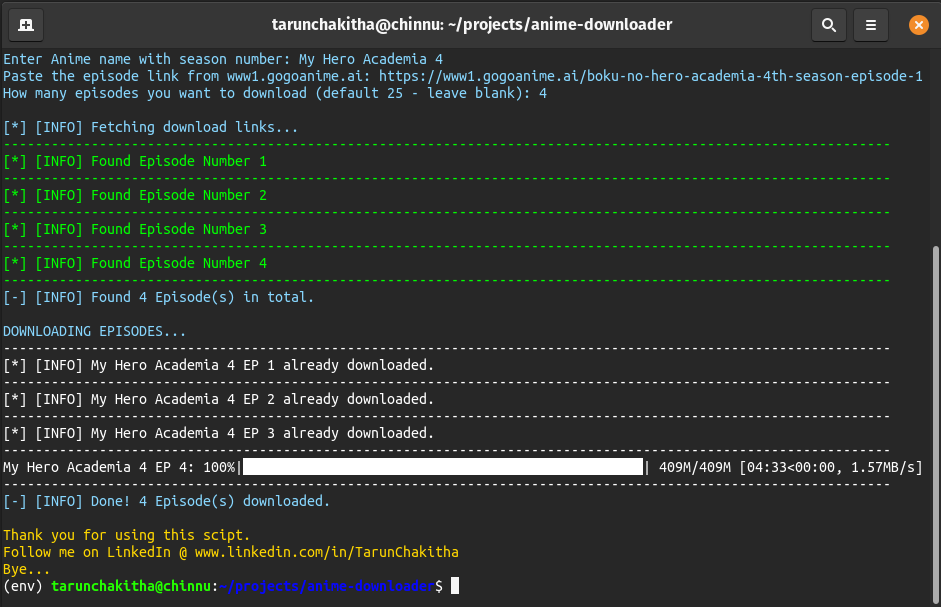 tarunchakitha@chinnu: ~/projects/anime-downloader
Enter Anime name with season number: My Hero Academia 4
Paste the episode link from www1.gogoanime.ai: https://www1.gogoanime.ai/boku-no-hero-academia-4th-season-episode-1
How many episodes you want to download (default 25 - leave blank): 4
[*] [INFO] Fetching download links...
--------------------------------------------------------------------------------------------------------------
[*] [INFO] Found Episode Number 1
--------------------------------------------------------------------------------------------------------------
[*] [INFO] Found Episode Number 2
--------------------------------------------------------------------------------------------------------------
[*] [INFO] Found Episode Number 3
--------------------------------------------------------------------------------------------------------------
[*] [INFO] Found Episode Number 4
--------------------------------------------------------------------------------------------------------------
[-] [INFO] Found 4 Episode(s) in total.
DOWNLOADING EPISODES...
--------------------------------------------------------------------------------------------------------------
[*] [INFO] My Hero Academia 4 EP 1 already downloaded.
--------------------------------------------------------------------------------------------------------------
[*] [INFO] My Hero Academia 4 EP 2 already downloaded.
--------------------------------------------------------------------------------------------------------------
[*] [INFO] My Hero Academia 4 EP 3 already downloaded.
--------------------------------------------------------------------------------------------------------------
My Hero Academia 4 EP 4: 100%| | 409M/409M [04:33<00:00, 1.57MB/s]
--------------------------------------------------------------------------------------------------------------
[-] [INFO] Done! 4 Episode(s) downloaded.
Thank you for using this scipt.
Follow me on LinkedIn @ www.linkedin.com/in/TarunChakitha
Bye...
(env) tarunchakitha@chinnu:~/projects/anime-downloader$